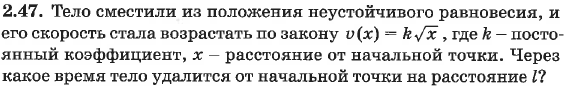 2.47. Тело сместили из положения неустойчивого равновесия, и
его скорость стала возрастать по закону v(x) = k√x , где k – посто-
янный коэффициент, x – расстояние от начальной точки. Через
какое время тело удалится от начальной точки на расстояние l?